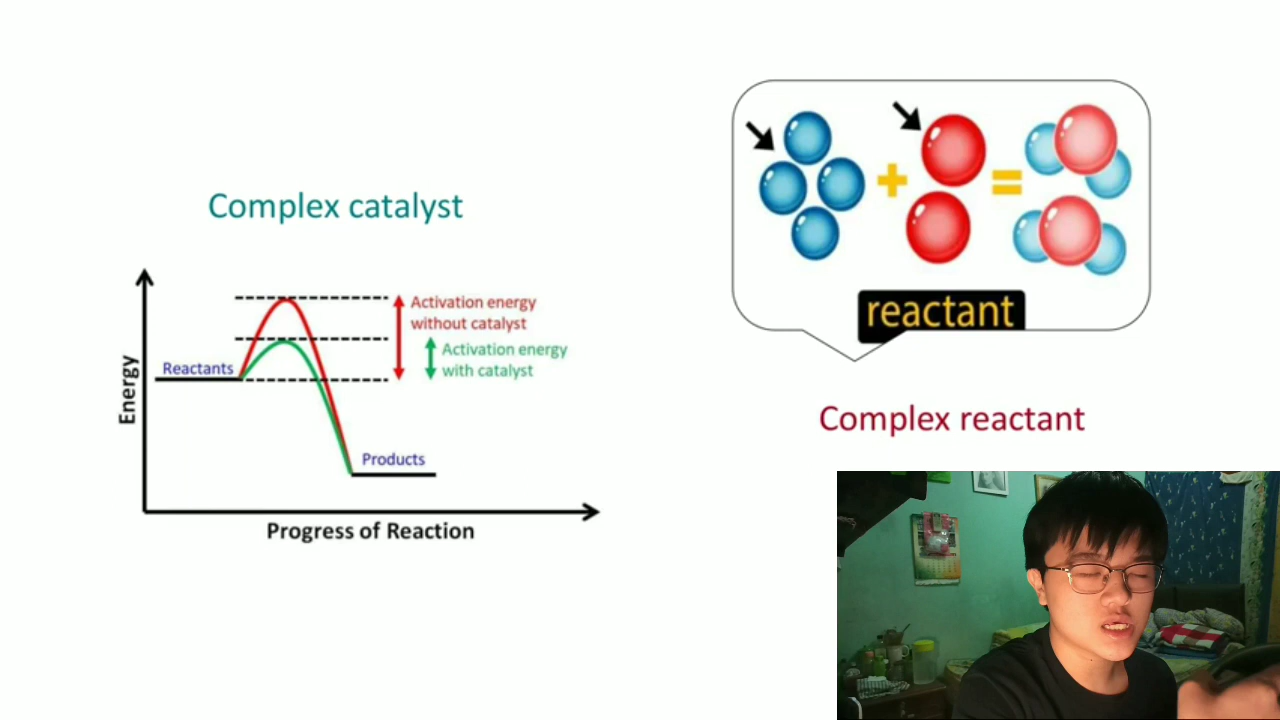 Complex catalyst
Energy
Reactants
Activation energy
without catalyst
Activation energy
with catalyst
Products
Progress of Reaction
+
=
reactant
Complex reactant